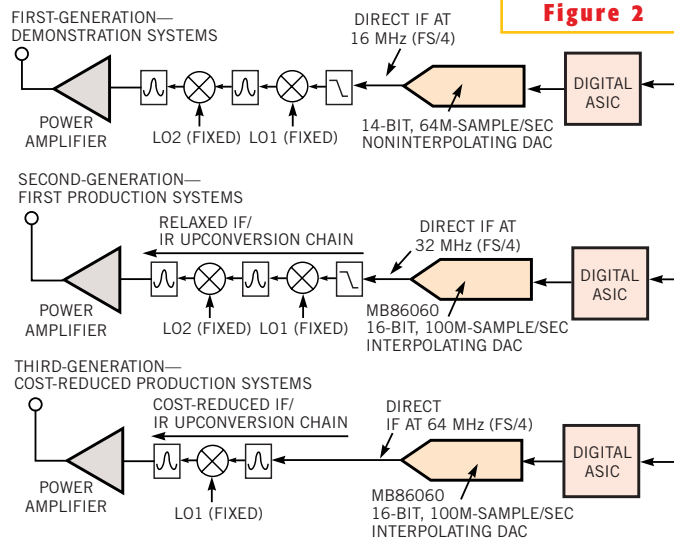 Figure 2
FIRST-GENERATION—
DEMONSTRATION SYSTEMS
DIRECT IF AT
16 MHz (FS/4)
DIGITAL
ASIC
POWER
AMPLIFIER
LO2 (FIXED)
LO1 (FIXED)
14-BIT, 64M-SAMPLE/SEC
NONINTERPOLATING DAC
SECOND-GENERATION—
FIRST PRODUCTION SYSTEMS
RELAXED IF/
IR UPCONVERSION CHAIN
DIRECT IF AT
32 MHz (FS/4)
DIGITAL
ASIC
POWER
AMPLIFIER
LO2 (FIXED)
LO1 (FIXED)
MB86060
16-BIT, 100M-SAMPLE/SEC
INTERPOLATING DAC
THIRD-GENERATION—
COST-REDUCED PRODUCTION SYSTEMS
COST-REDUCED IF/
IR UPCONVERSION CHAIN
DIRECT
IF AT 64 MHz (FS/4)
DIGITAL
ASIC
POWER
AMPLIFIER
LO1 (FIXED)
MB86060
16-BIT, 100M-SAMPLE/SEC
INTERPOLATING DAC